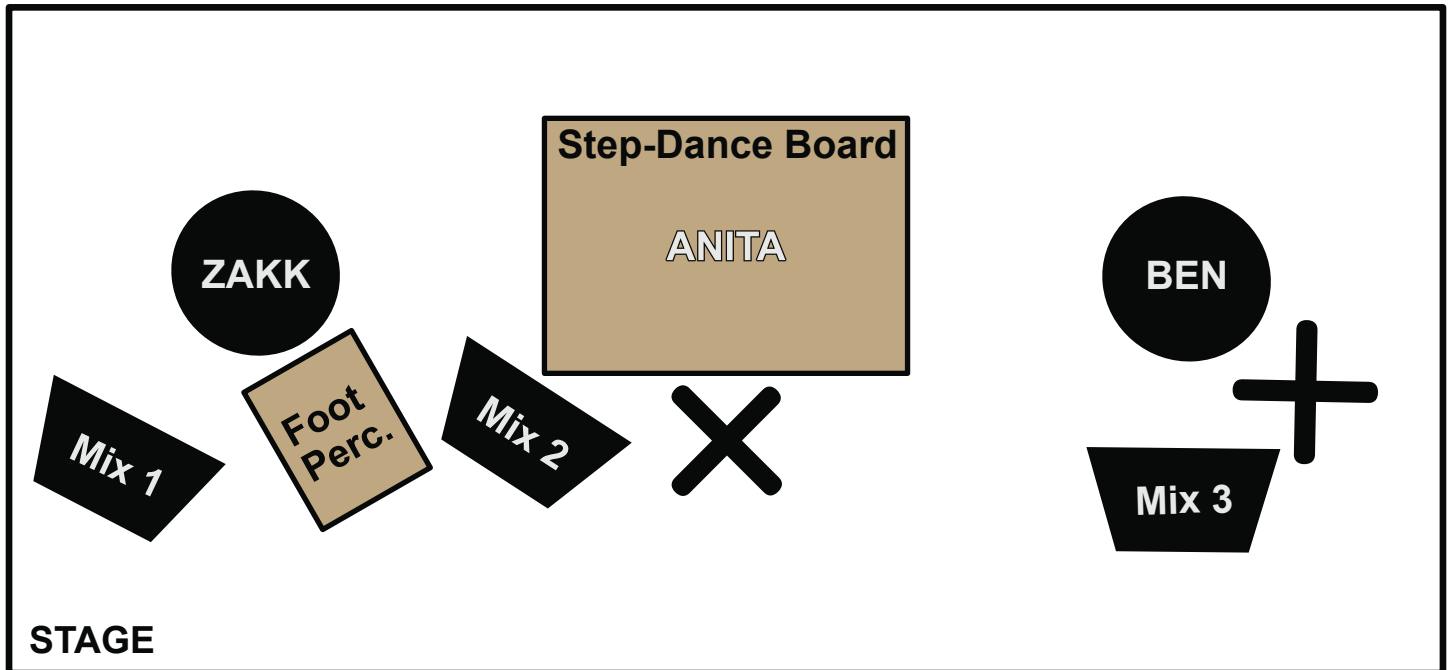 Step-Dance Board
ANITA
ZAKK
BEN
Foot
Perc.
Mix 1
Mix 2
Mix 3
STAGE